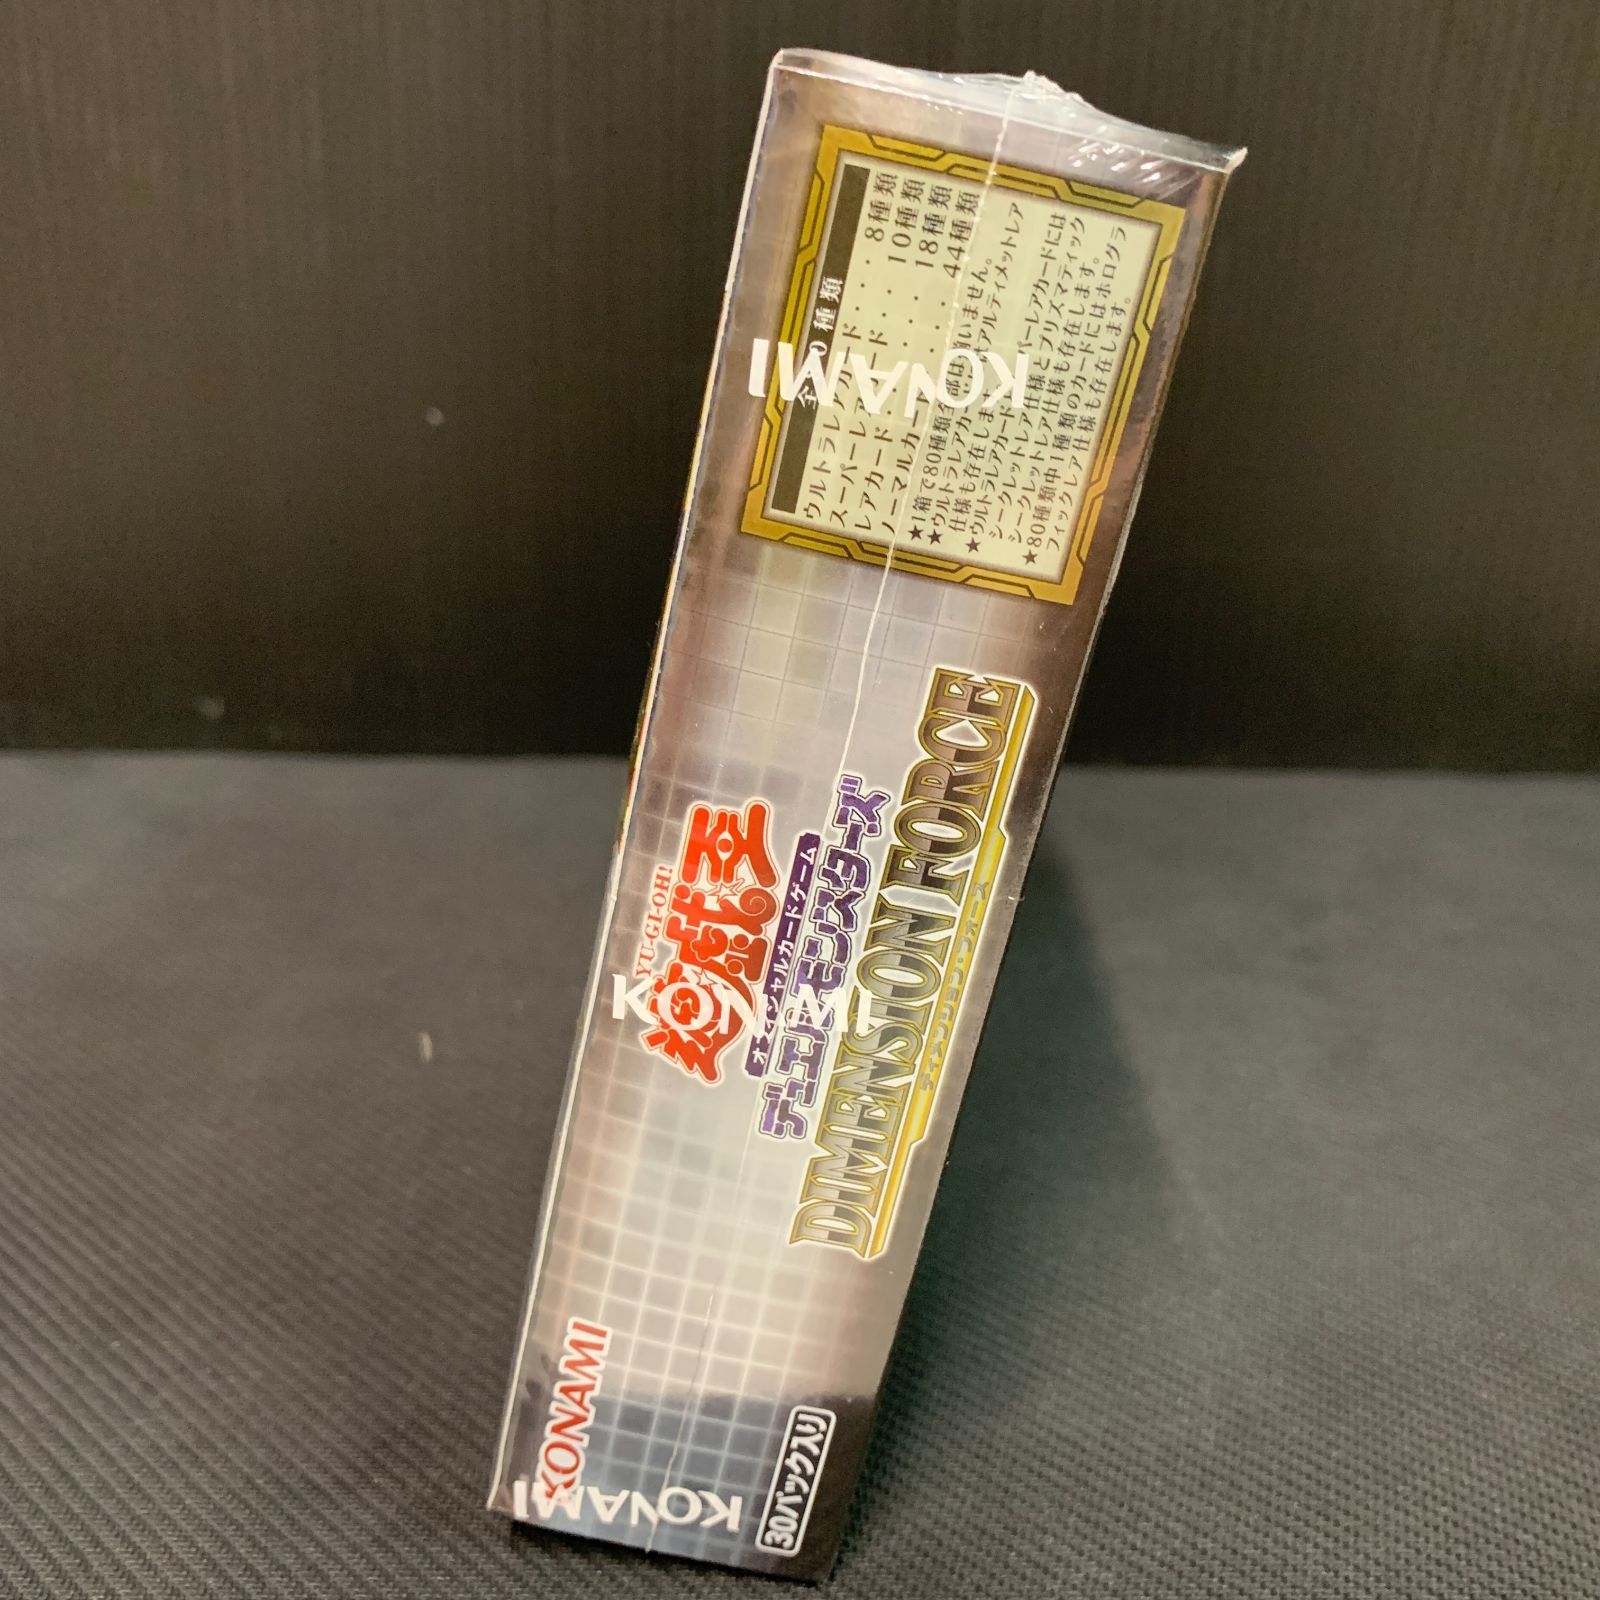 全 0種類
ウルトラレ カード・・・8種類
スーパーレアカード・・・10種類
レアカード・・・18種類
ノーマルカー ・・・44種類
★1箱で80種類全部は いません。
★ウルトラレアカー アルティメットレア
仕様も存在しま
★ウルトラレアカード パーレアカードには
シークレットレア仕様とプリズマティック
シークレットレア仕様も存在します。
★80種類中1種類のカードにはホログラ
フィックレア仕様も存在します。
KONAMI
YU-GI-OH!
遊戯王
オフィシャルカードゲーム
デュエルモンスターズ
DIMENSION FORCE
ディメンション・フォース
KONAMI
KONAMI
30パック入り
KONAMI